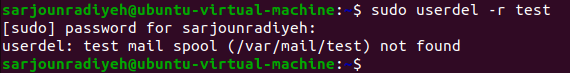 sarjounradiyeh@ubuntu-virtual-machine:~$ sudo userdel -r test
[sudo] password for sarjounradiyeh:
userdel: test mail spool (/var/mail/test) not found
sarjounradiyeh@ubuntu-virtual-machine:~$